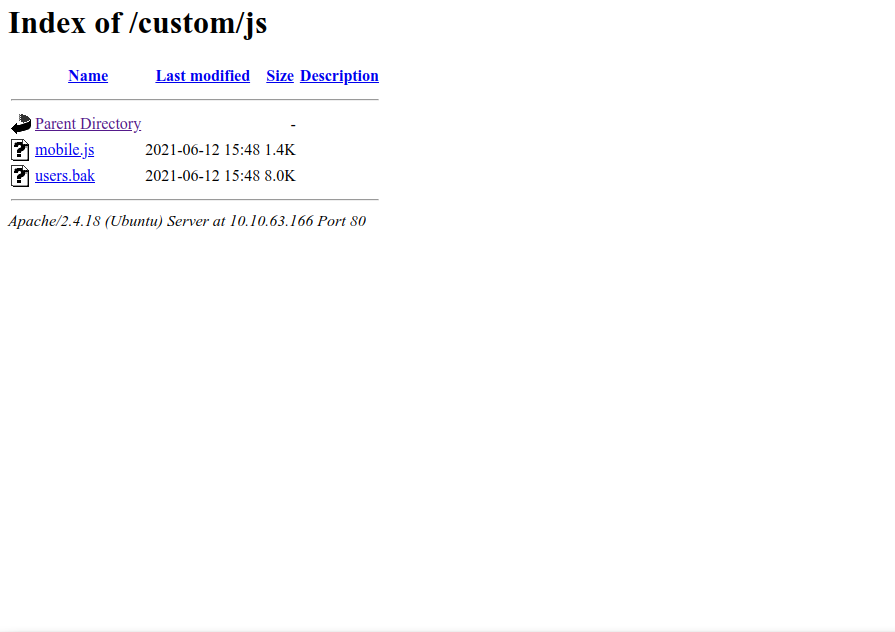 Index of /custom/js
Name Last modified Size Description
Parent Directory -
mobile.js 2021-06-12 15:48 1.4K
users.bak 2021-06-12 15:48 8.0K
Apache/2.4.18 (Ubuntu) Server at 10.10.63.166 Port 80